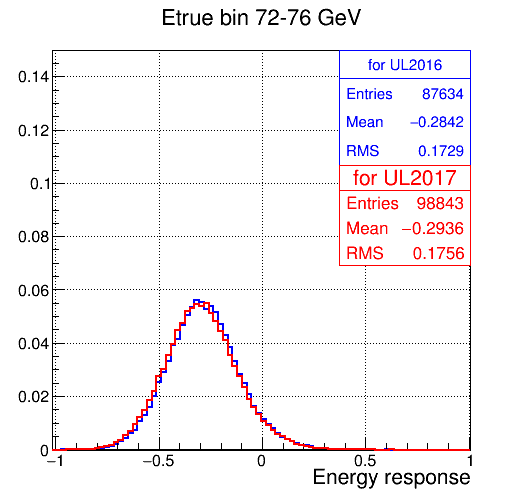 Etrue bin 72-76 GeV
for UL2016
Entries 87634
Mean −0.2842
RMS 0.1729
for UL2017
Entries 98843
Mean −0.2936
RMS 0.1756
0.14
0.12
0.1
0.08
0.06
0.04
0.02
0
−1 −0.5 0 0.5 1
Energy response